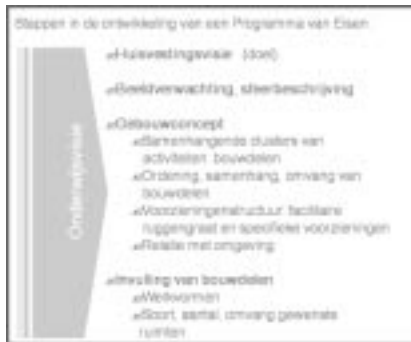 Stappen in de ontwikkeling van een Programma van Eisen
Huisvestingsvisie (doel)
Beeldverwachting, sfeerbeschrijving
Gebouwconcept
Samenhangende clusters van
activiteiten: bouwdelen
Ordening, samenhang, omvang van
bouwdelen
Voorzieningenstructuur: facilitaire
ruggengraat en specifieke voorzieningen
Relatie met omgeving
Invulling van bouwdelen
Werkvormen
Soort, aantal, omvang gewenste
ruimten
Onderwijsvisie